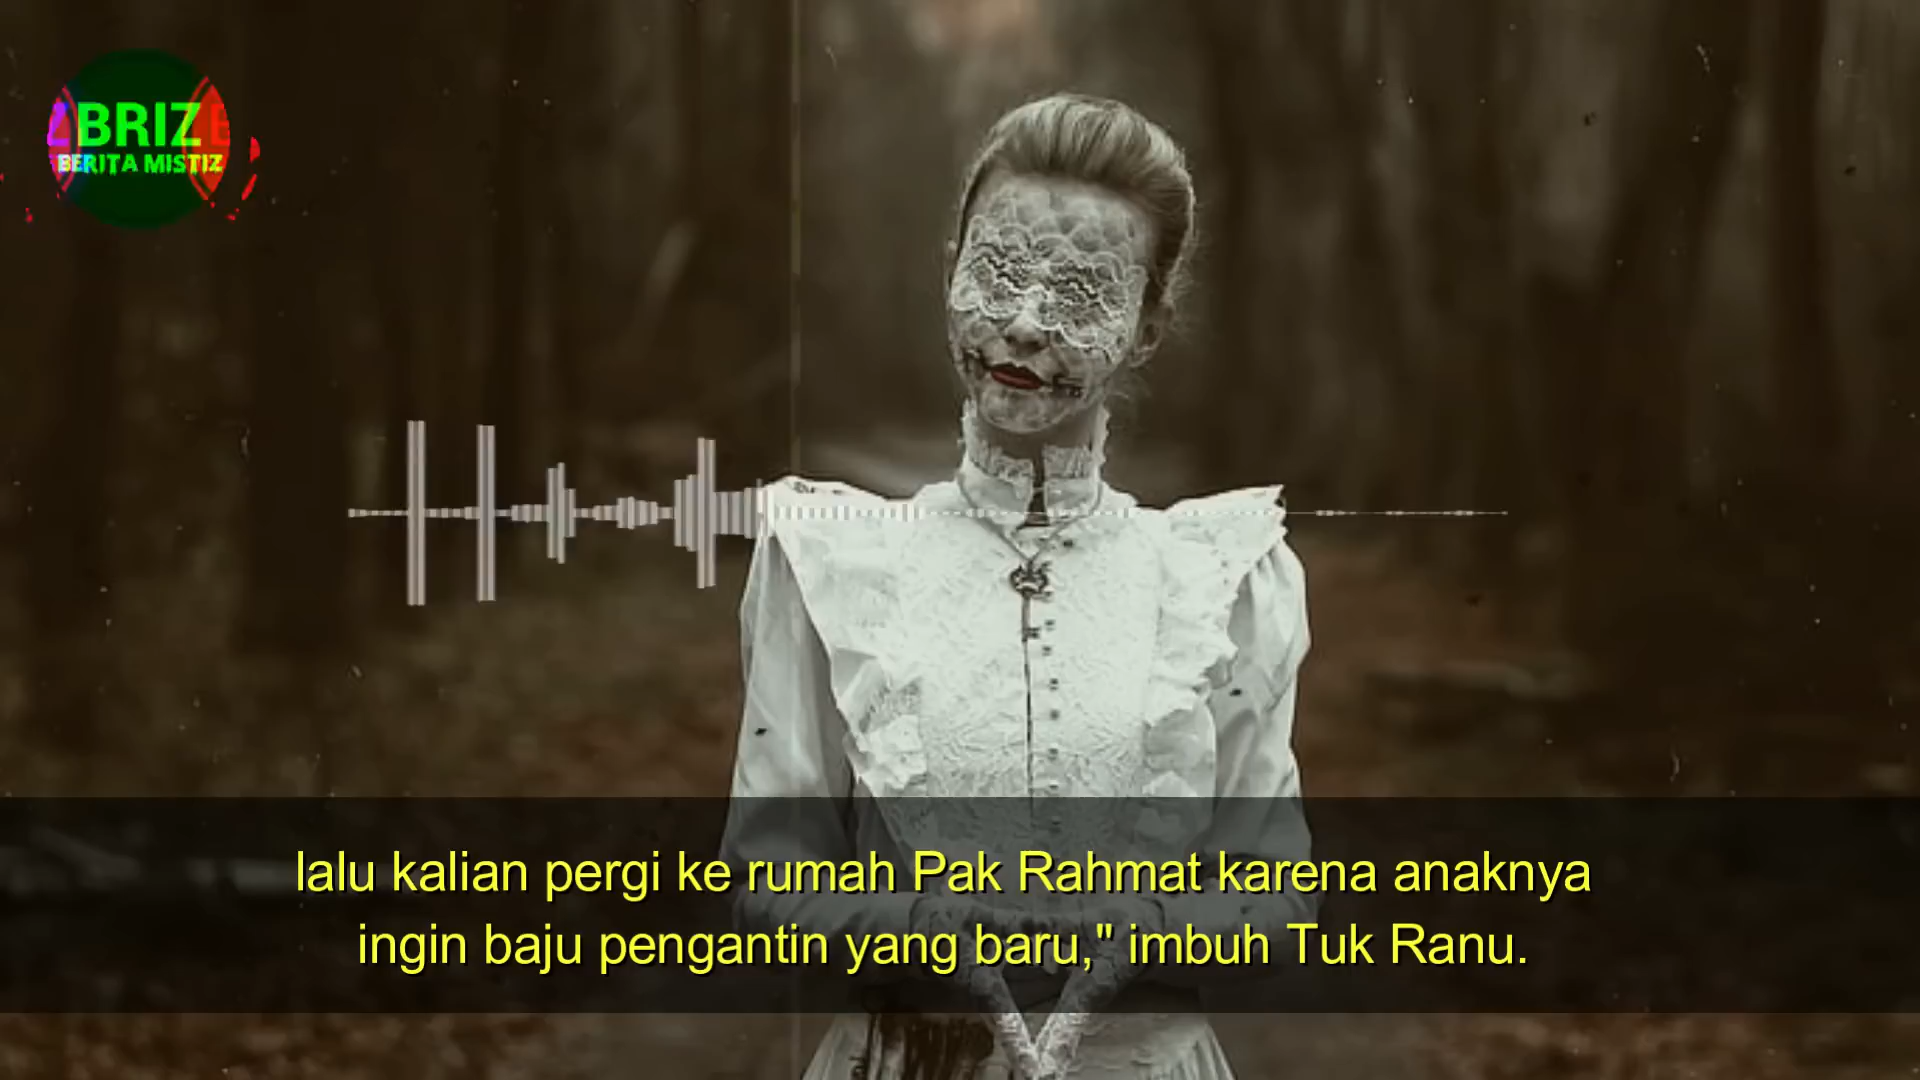 BRIZ
BERITA MISTIZ
lalu kalian pergi ke rumah Pak Rahmat karena anaknya
ingin baju pengantin yang baru," imbuh Tuk Ranu.